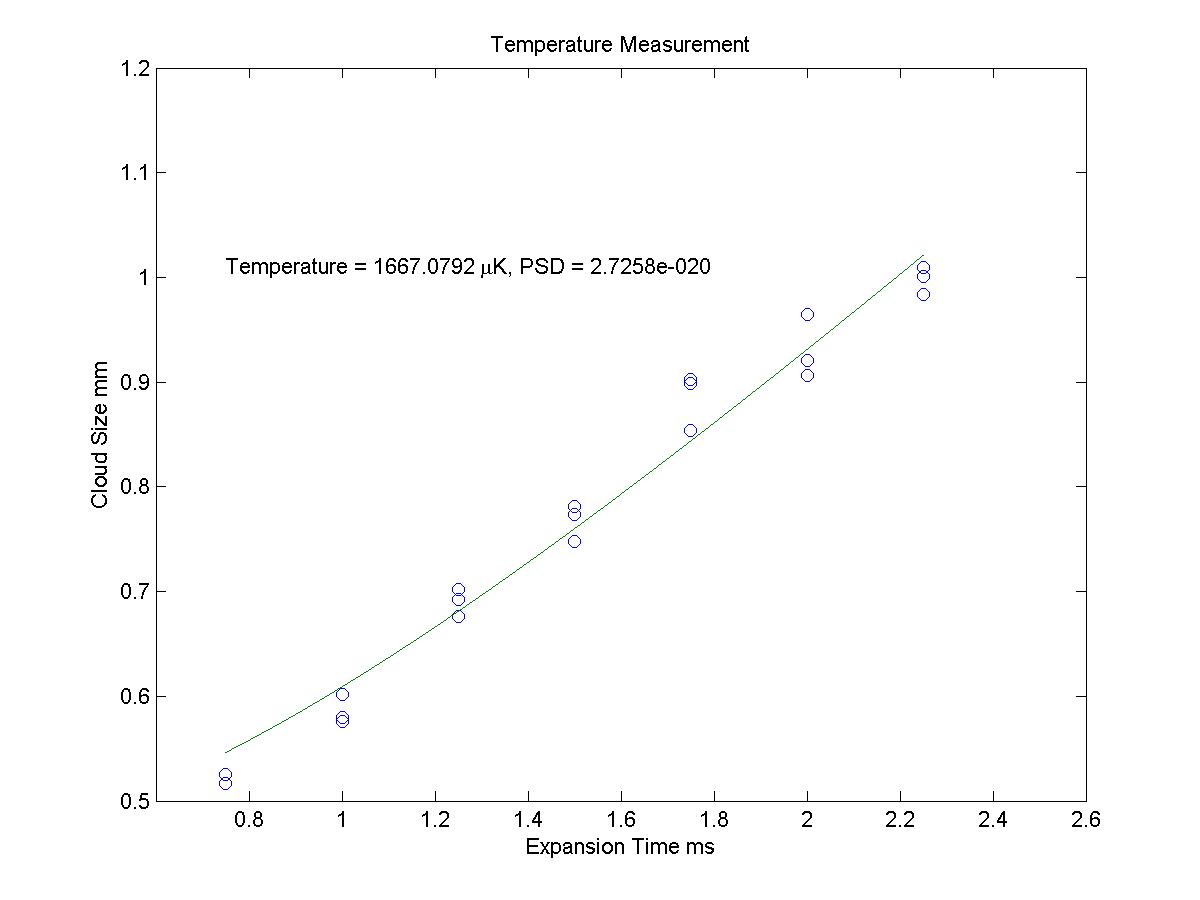 Temperature Measurement
1.2
1.1
Temperature = 1667.0792 μK, PSD = 2.7258e-020
1
0.9
Cloud Size mm
0.8
0.7
0.6
0.5
0.8 1 1.2 1.4 1.6 1.8 2 2.2 2.4 2.6
Expansion Time ms